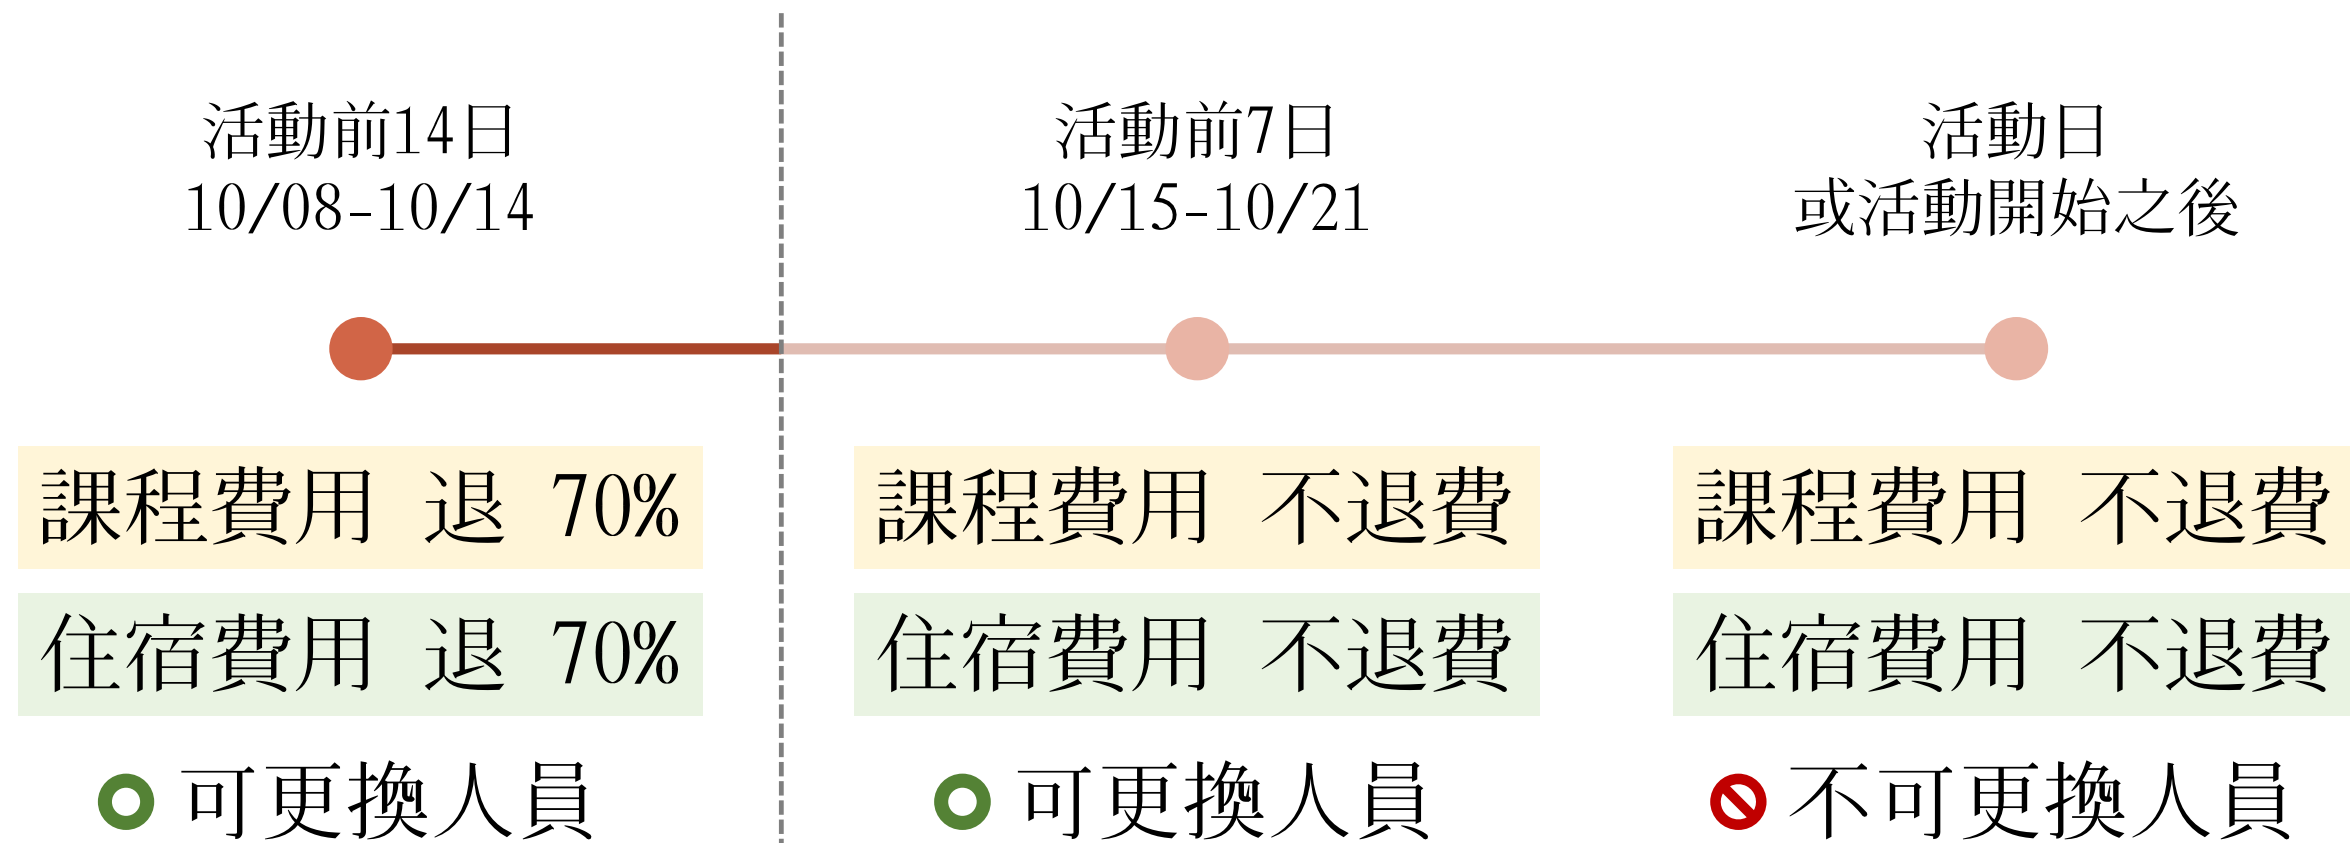 活動前14日
10/08-10/14
課程費用 退 70%
住宿費用 退 70%
可更換人員
活動前7日
10/15-10/21
課程費用 不退費
住宿費用 不退費
可更換人員
活動日
或活動開始之後
課程費用 不退費
住宿費用 不退費
不可更換人員